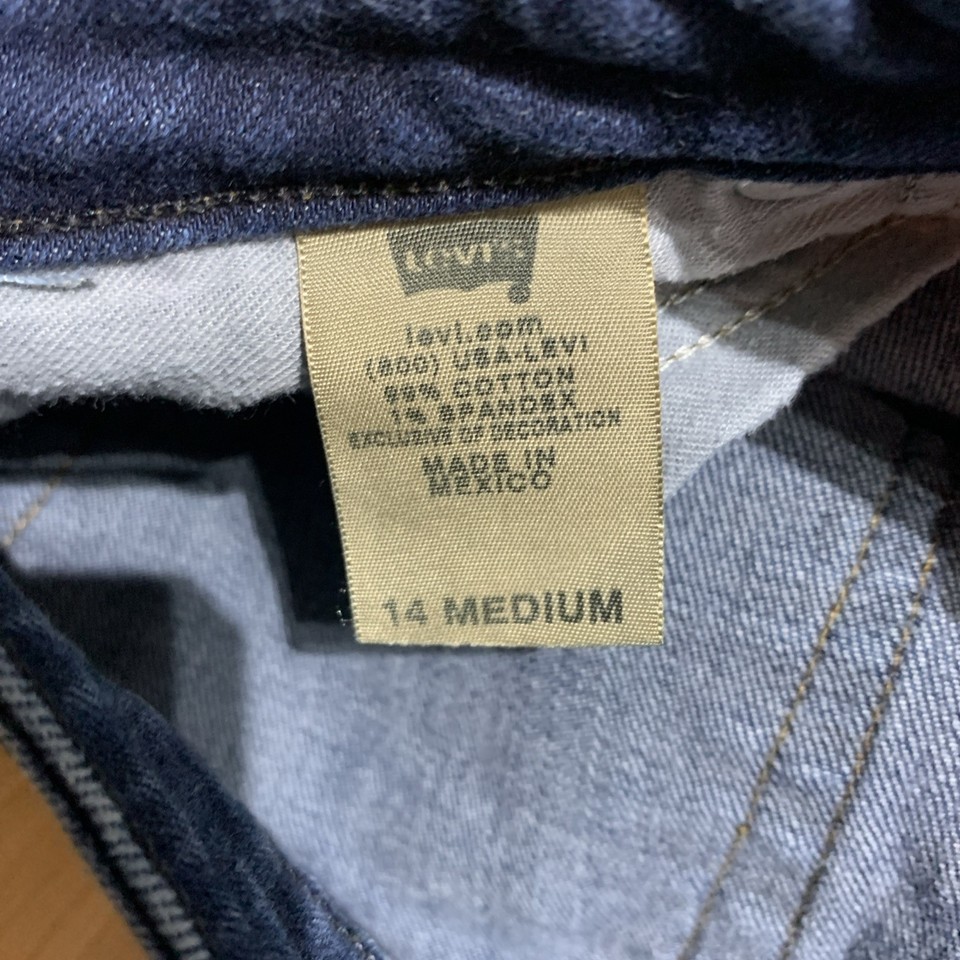 Levi's
levi.com
(800) USA-LEVI
99% COTTON
1% SPANDEX
EXCLUSIVE OF DECORATION
MADE IN
MEXICO
14 MEDIUM